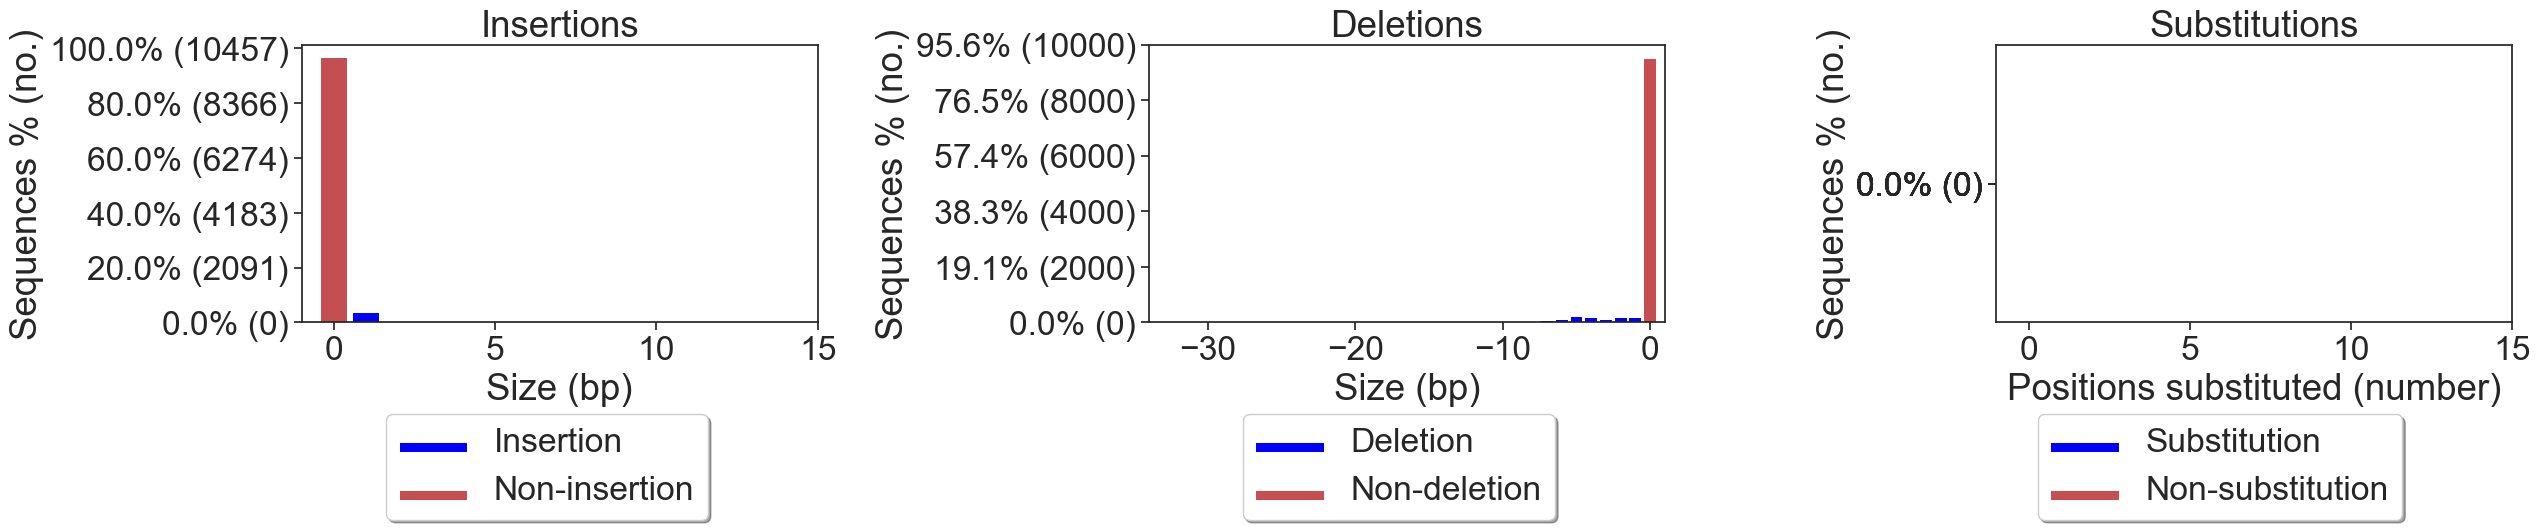 Insertions
Sequences % (no.)
100.0% (10457)
80.0% (8366)
60.0% (6274)
40.0% (4183)
20.0% (2091)
0.0% (0)
0 5 10 15
Size (bp)
Insertion
Non-insertion
Deletions
Sequences % (no.)
95.6% (10000)
76.5% (8000)
57.4% (6000)
38.3% (4000)
19.1% (2000)
0.0% (0)
−30 −20 −10 0
Size (bp)
Deletion
Non-deletion
Substitutions
Sequences % (no.)
0.0% (0)
0 5 10 15
Positions substituted (number)
Substitution
Non-substitution